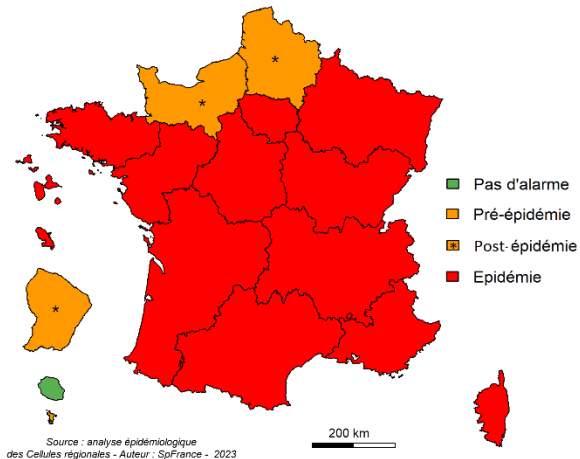 Pas d'alarme
Pré-épidémie
* Post-épidémie
Epidémie
*
*
*
200 km
Source : analyse épidémiologique
des Cellules régionales - Auteur : SpFrance - 2023